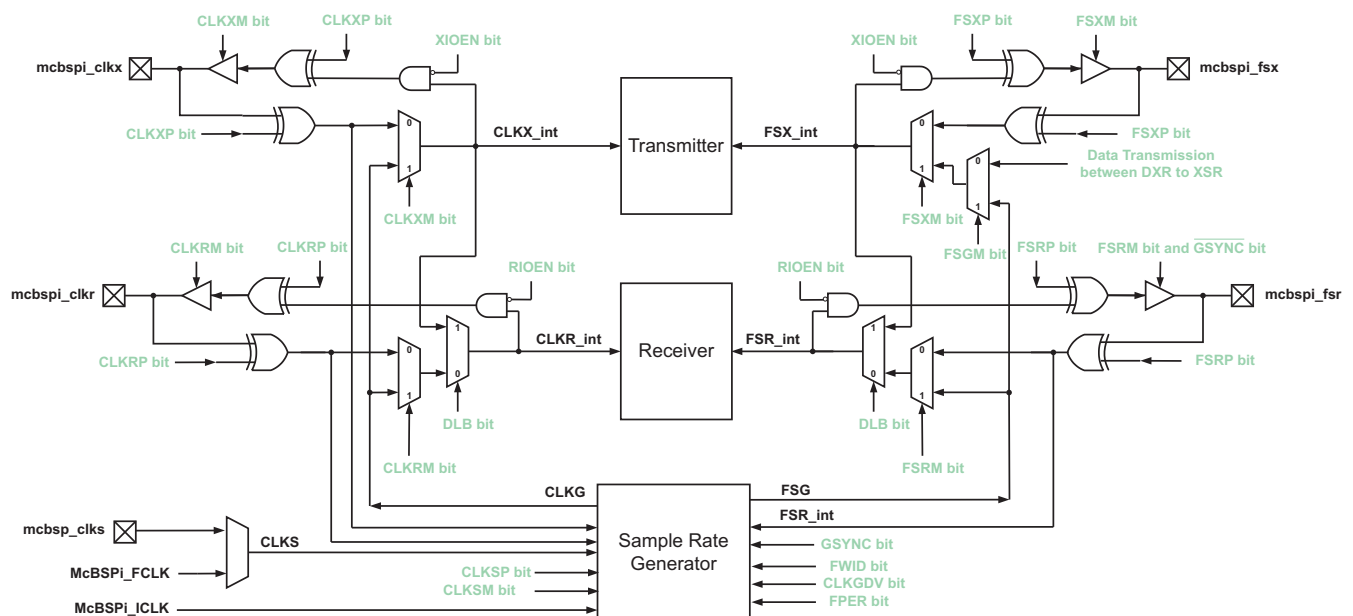 CLKXM bit
CLKXP bit
XIOEN bit
XIOEN bit
FSXP bit
FSXM bit
mcbspi_clkx
mcbspi_fsx
CLKXP bit
0
1
CLKX_int
Transmitter
FSX_int
0
1
FSXP bit
0
1
Data Transmission
between DXR to XSR
CLKXM bit
FSXM bit
FSGM bit
CLKRM bit
CLKRP bit
RIOEN bit
RIOEN bit
FSRP bit
FSRM bit and GSYNC bit
mcbspi_clkr
mcbspi_fsr
CLKRP bit
0
1
1
0
CLKR_int
Receiver
FSR_int
1
0
0
1
FSRP bit
DLB bit
DLB bit
CLKRM bit
FSRM bit
CLKG
FSG
mcbsp_clks
CLKS
FSR_int
Sample Rate
Generator
GSYNC bit
McBSPi_FCLK
CLKSP bit
FWID bit
CLKSM bit
CLKGDV bit
McBSPi_ICLK
FPER bit